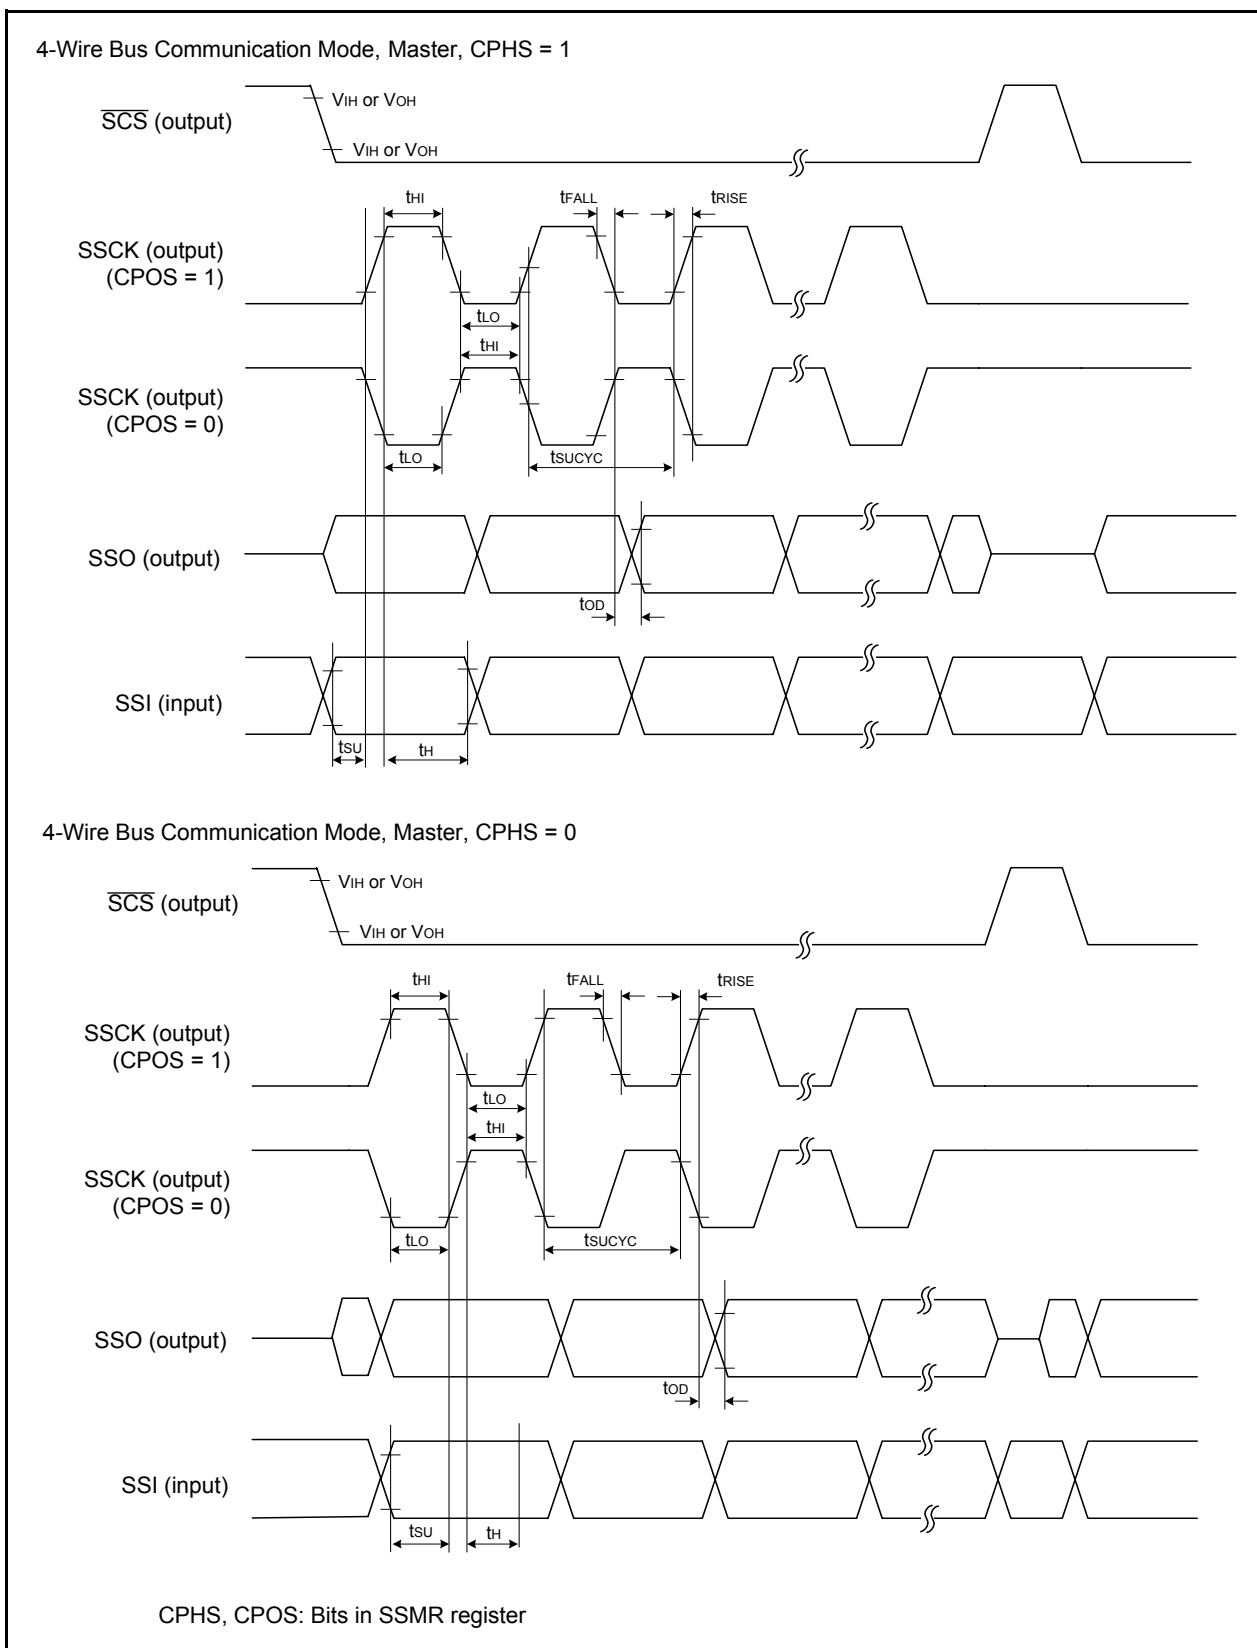 4-Wire Bus Communication Mode, Master, CPHS = 1
VIH or VOH
SCS (output)
VIH or VOH
tHI
tFALL
tRISE
SSCK (output)
(CPOS = 1)
tLO
tHI
SSCK (output)
(CPOS = 0)
tLO
tSUCYC
SSO (output)
tOD
SSI (input)
tSU
tH
4-Wire Bus Communication Mode, Master, CPHS = 0
VIH or VOH
SCS (output)
VIH or VOH
tHI
tFALL
tRISE
SSCK (output)
(CPOS = 1)
tLO
tHI
SSCK (output)
(CPOS = 0)
tLO
tSUCYC
SSO (output)
tOD
SSI (input)
tSU
tH
CPHS, CPOS: Bits in SSMR register